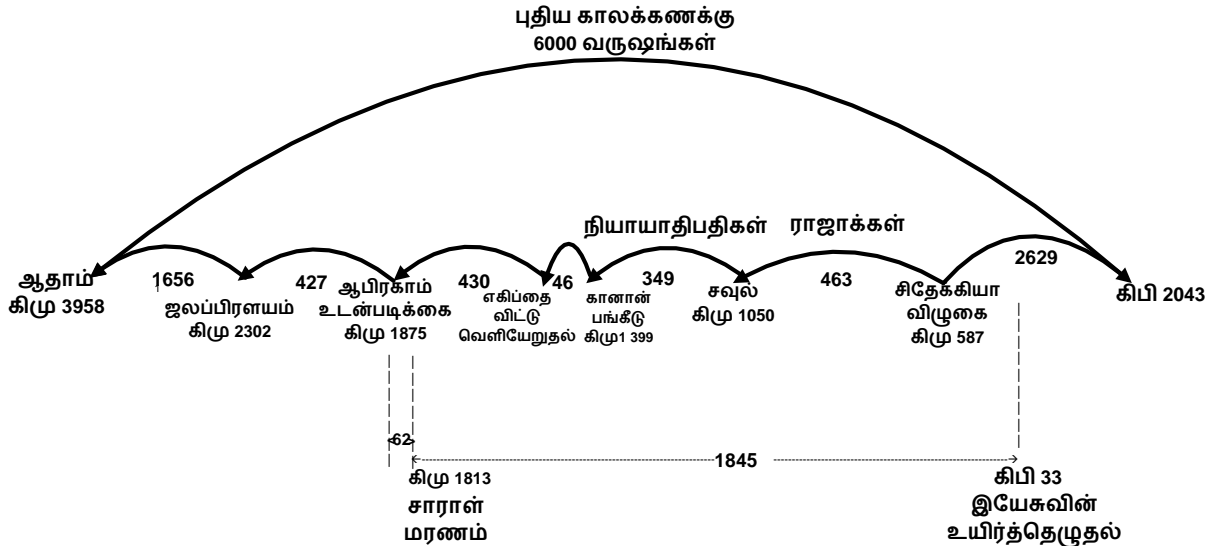 புதிய காலக்கணக்கு
6000 வருஷங்கள்
நியாயாதிபதிகள் ராஜாக்கள்
ஆதாம்
கிமு 3958
1656
ஜலப்பிரளயம்
கிமு 2302
427
ஆபிரகாம்
உடன்படிக்கை
கிமு 1875
430
எகிப்தை
விட்டு
வெளியேறுதல்
46
கானான்
பங்கீடு
கிமு1 399
349
சவுல்
கிமு 1050
463
சிதேக்கியா
விழுகை
கிமு 587
2629
கிபி 2043
62
1845
கிமு 1813
சாராள்
மரணம்
கிபி 33
இயேசுவின்
உயிர்த்தெழுதல்